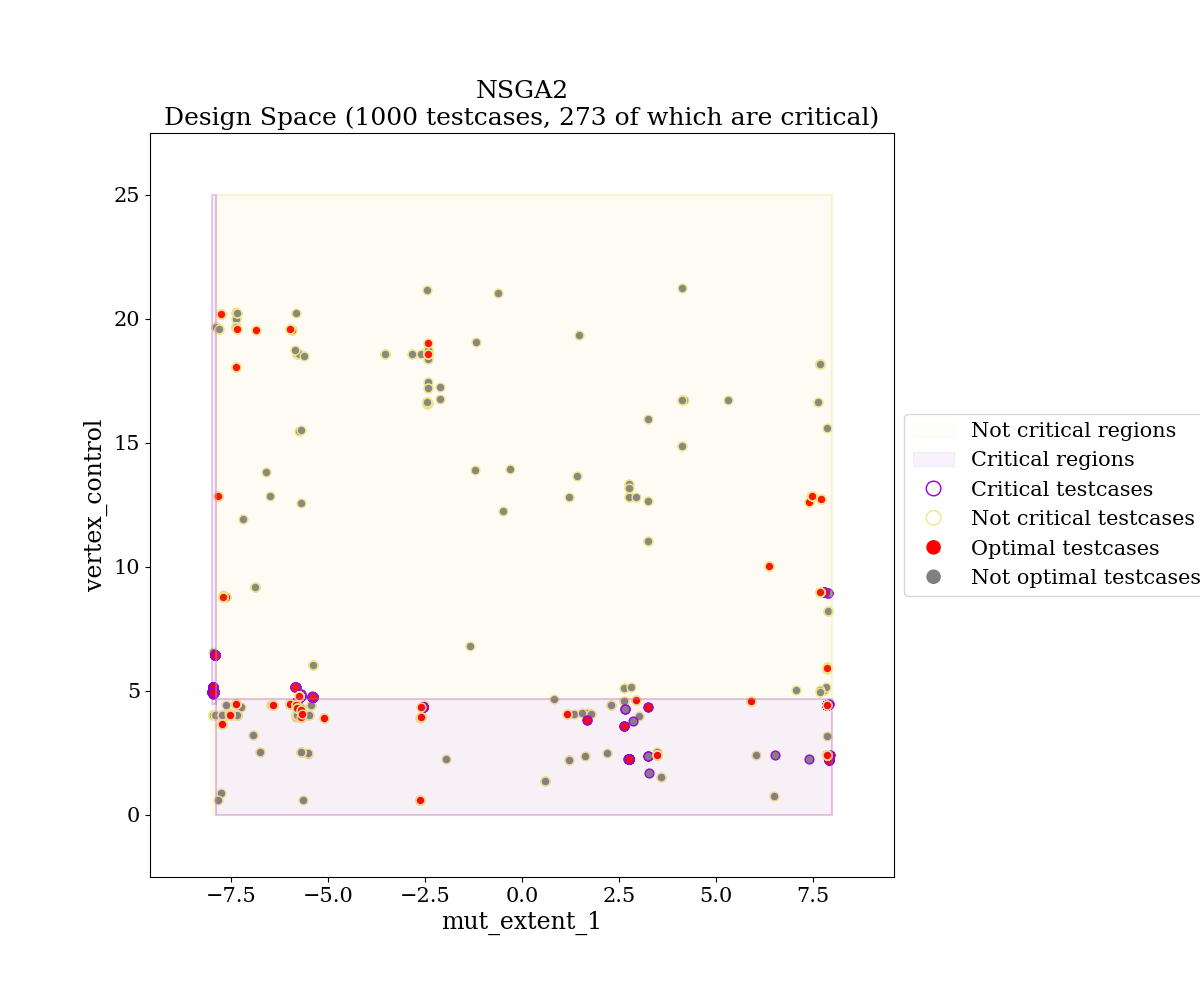 NSGA2
Design Space (1000 testcases, 273 of which are critical)
25
20
15
10
5
0
vertex_control
−7.5
−5.0
−2.5
0.0
2.5
5.0
7.5
mut_extent_1
Not critical regions
Critical regions
Critical testcases
Not critical testcases
Optimal testcases
Not optimal testcases